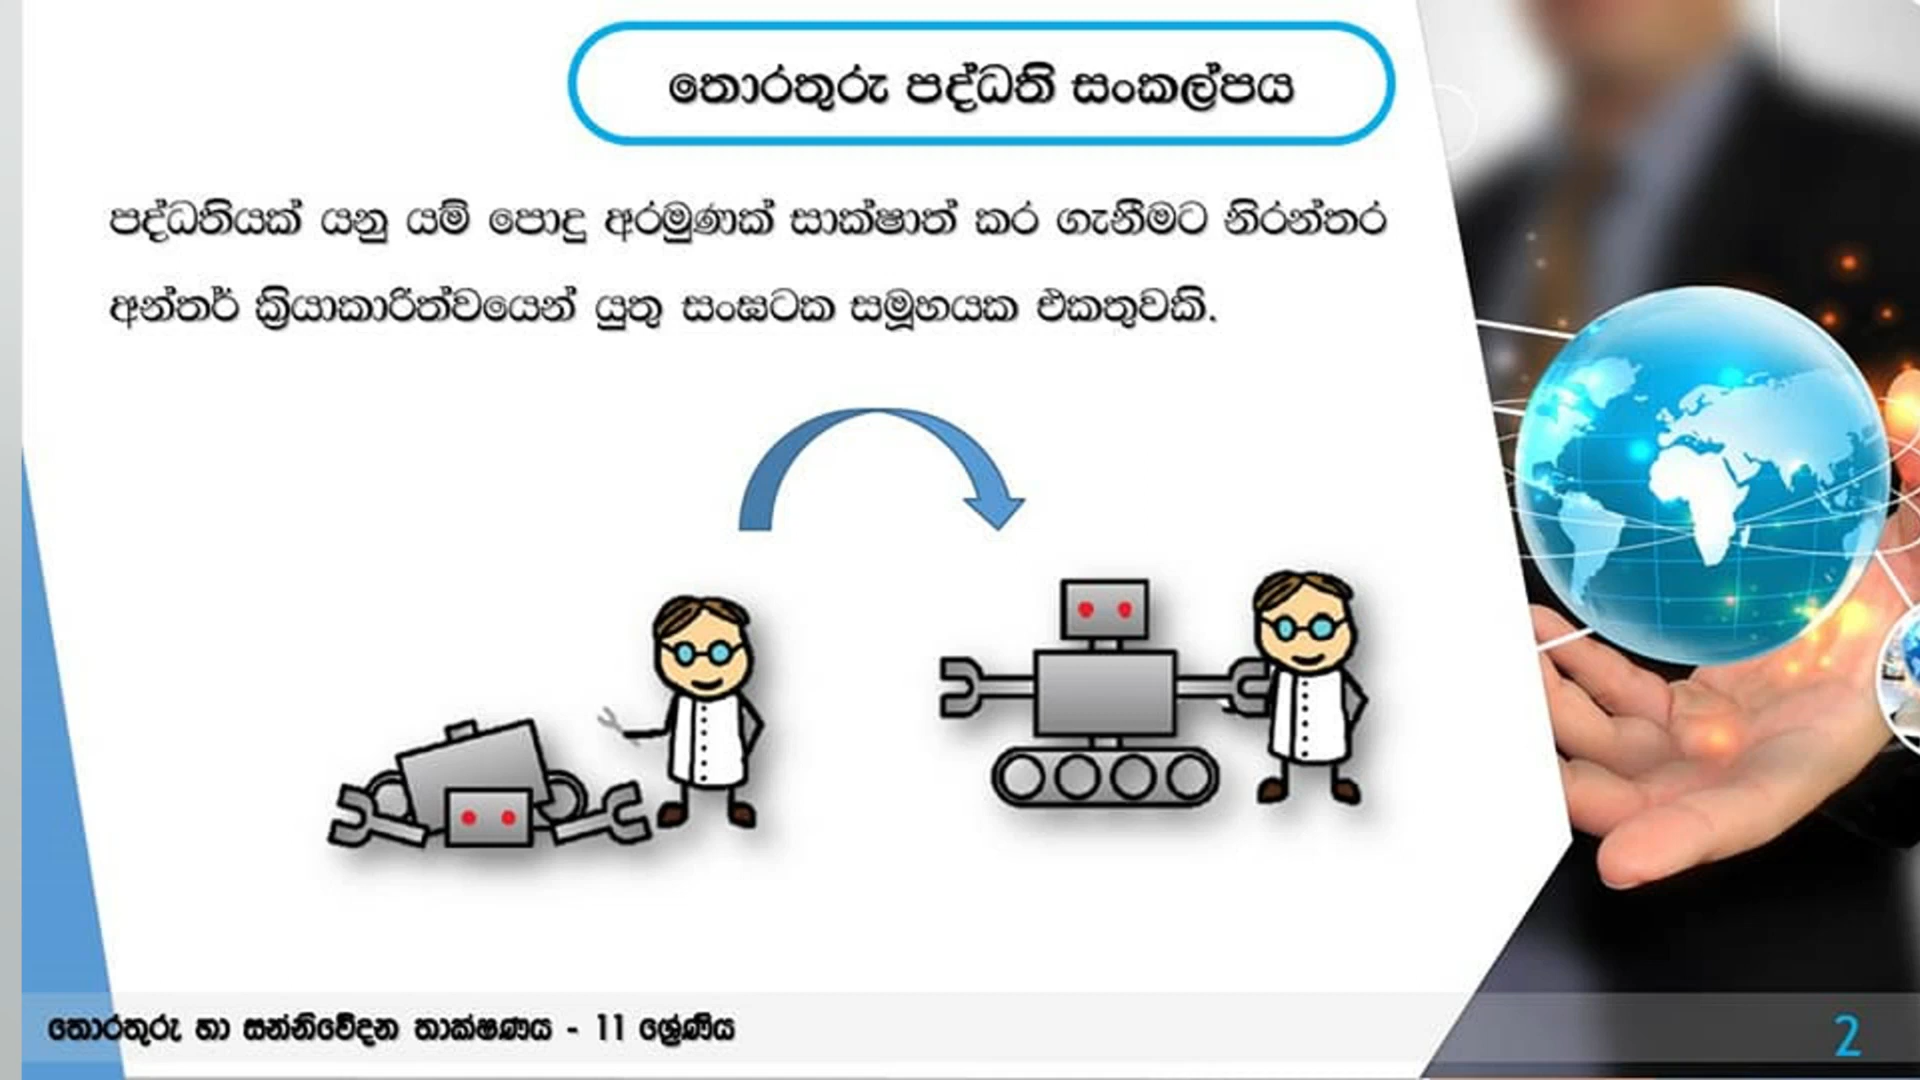 තොරතුරු පද්ධති සංකල්පය
පද්ධතියක් යනු යම් පොදු අරමුණක් සාක්ෂාත් කර ගැනීමට නිරන්තර
අන්තර් ක්‍රියාකාරිත්වයෙන් යුතු සංඝටක සමූහයක එකතුවකි.
තොරතුරු හා සන්නිවේදන තාක්ෂණය - 11 ශ්‍රේණිය
2